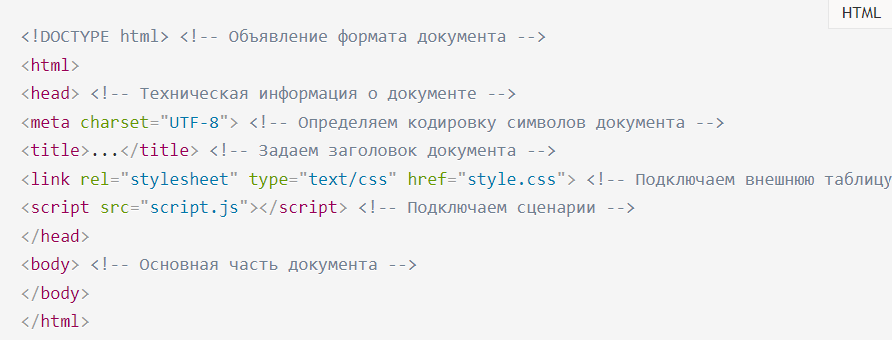 HTML
<!DOCTYPE html> <!-- Объявление формата документа -->
<html>
<head> <!-- Техническая информация о документе -->
<meta charset="UTF-8"> <!-- Определяем кодировку символов документа -->
<title>...</title> <!-- Задаем заголовок документа -->
<link rel="stylesheet" type="text/css" href="style.css"> <!-- Подключаем внешнюю таблицу
<script src="script.js"></script> <!-- Подключаем сценарии -->
</head>
<body> <!-- Основная часть документа -->
</body>
</html>